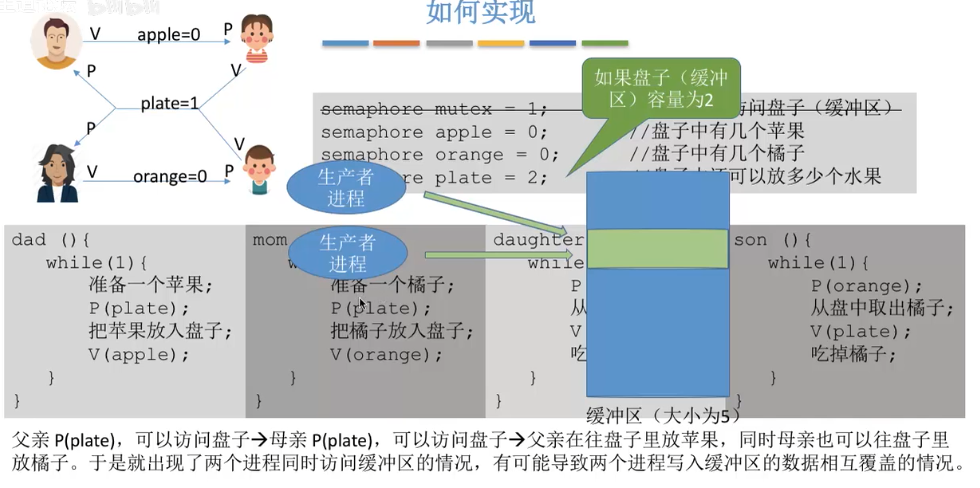 如何实现
V apple=0 P
P V
plate=1
P V
V orange=0 P
如果盘子（缓冲
区）容量为2
semaphore mutex = 1; 访问盘子（缓冲区）
semaphore apple = 0; //盘子中有几个苹果
semaphore orange = 0; //盘子中有几个橘子
re plate = 2; 可以放多少个水果
生产者
进程
生产者
进程
dad (){
while(1){
准备一个苹果;
P(plate);
把苹果放入盘子;
V(apple);
}
}
mom
准备一个橘子;
P(plate);
把橘子放入盘子;
V(orange);
}
}
daughter
while
P
从
V
吃
}
}
son (){
while(1){
P(orange);
从盘中取出橘子;
V(plate);
吃掉橘子;
}
}
缓冲区（大小为5）
父亲 P(plate)，可以访问盘子→母亲 P(plate)，可以访问盘子→父亲在往盘子里放苹果，同时母亲也可以往盘子里
放橘子。于是就出现了两个进程同时访问缓冲区的情况，有可能导致两个进程写入缓冲区的数据相互覆盖的情况。